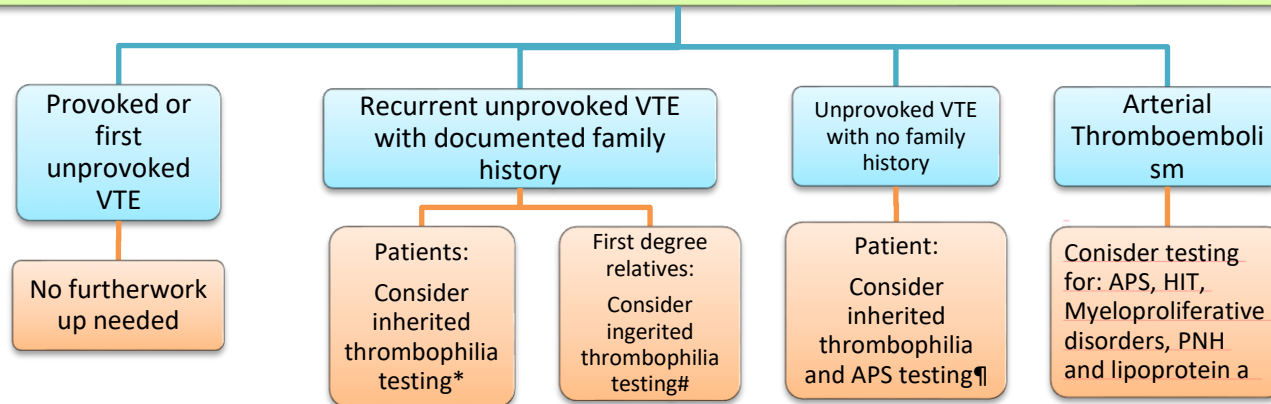 Provoked or
first
unprovoked
VTE
No furtherwork
up needed
Recurrent unprovoked VTE
with documented family
history
Patients:
Consider
inherited
thrombophilia
testing*
First degree
relatives:
Consider
ingerited
thrombophilia
testing#
Unprovoked VTE
with no family
history
Patient:
Consider
inherited
thrombophilia
and APS testing¶
Arterial
Thromboemboli
sm
Conisder testing
for: APS, HIT,
Myeloproliferative
disorders, PNH
and lipoprotein a